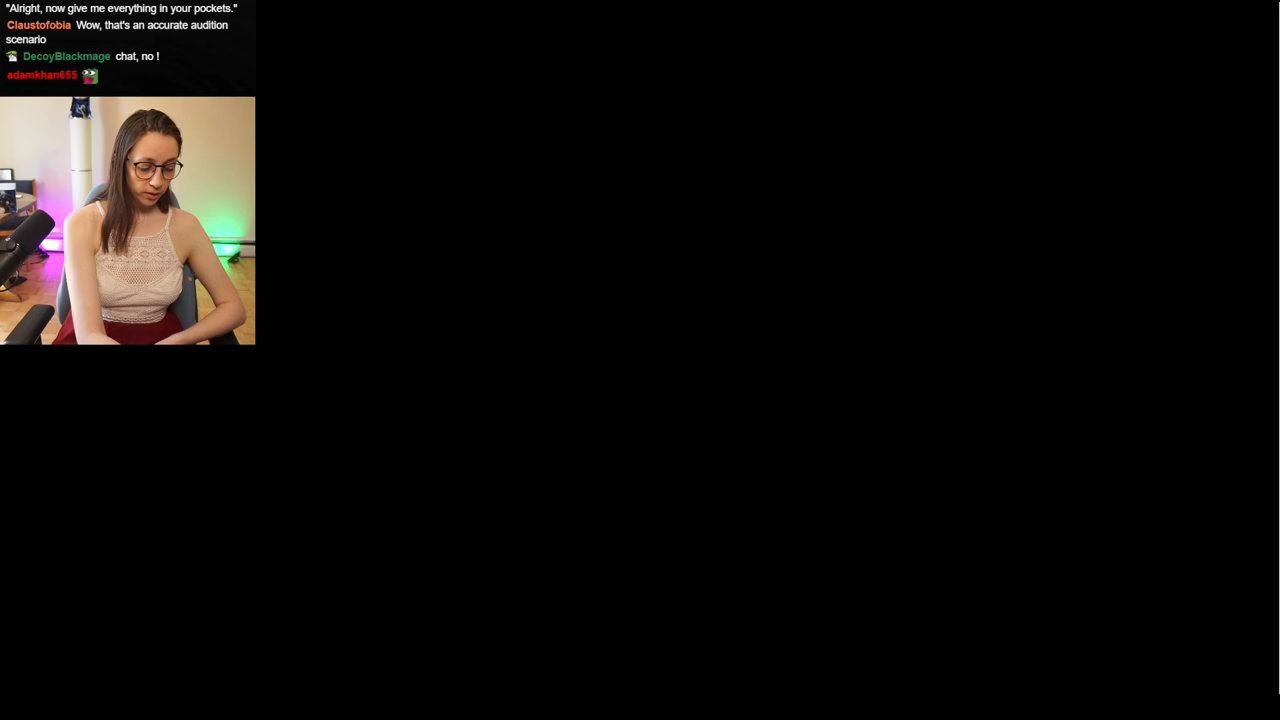 "Alright, now give me everything in your pockets."
Claustofobia Wow, that's an accurate audition
scenario
DecoyBlackmage chat, no !
adamkhan655